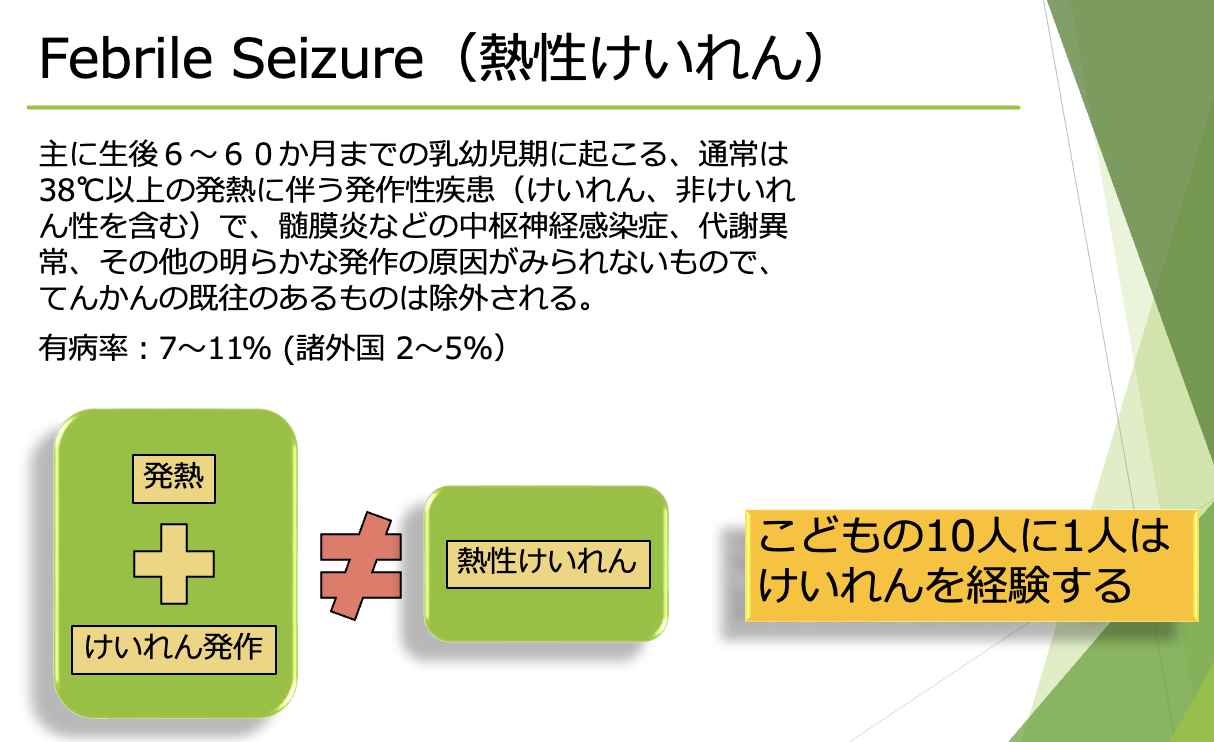 Febrile Seizure（熱性けいれん）
主に生後６～６０か月までの乳幼児期に起こる、通常は
38℃以上の発熱に伴う発作性疾患（けいれん、非けいれ
ん性を含む）で、髄膜炎などの中枢神経感染症、代謝異
常、その他の明らかな発作の原因がみられないもので、
てんかんの既往のあるものは除外される。
有病率：7～11% (諸外国 2～5%）
発熱
けいれん発作
熱性けいれん
こどもの10人に1人は
けいれんを経験する